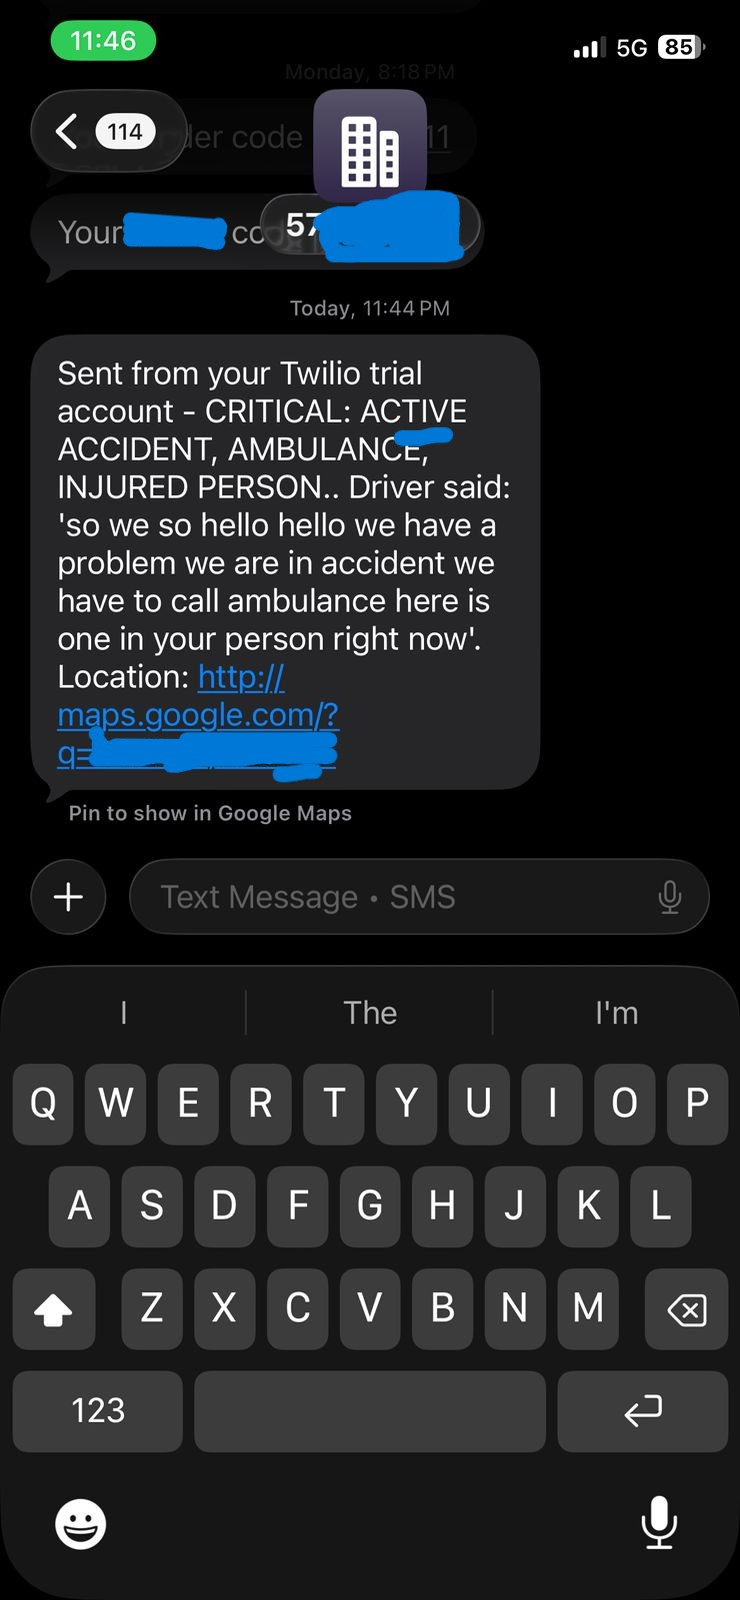 11:46
5G 85
Monday, 8:18 PM
114
der code
11
Your
57
Today, 11:44 PM
Sent from your Twilio trial
account - CRITICAL: ACTIVE
ACCIDENT, AMBULANCE,
INJURED PERSON.. Driver said:
'so we so hello hello we have a
problem we are in accident we
have to call ambulance here is
one in your person right now'.
Location: http://
maps.google.com/?
q=
Pin to show in Google Maps
Text Message • SMS
I The I'm
Q W E R T Y U I O P
A S D F G H J K L
Z X C V B N M
123